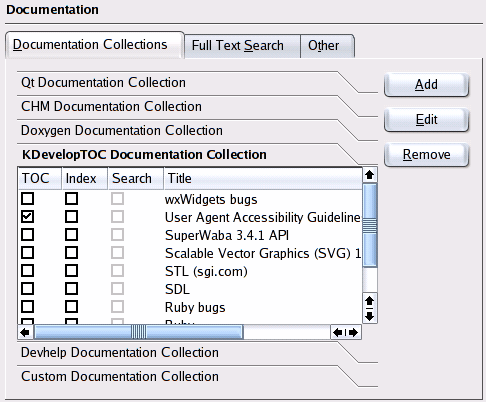 Documentation
Documentation Collections Full Text Search Other
Qt Documentation Collection
Add
CHM Documentation Collection
Doxygen Documentation Collection
Edit
KDevelopTOC Documentation Collection
Remove
TOC Index Search Title
wxWidgets bugs
User Agent Accessibility Guideline
SuperWaba 3.4.1 API
Scalable Vector Graphics (SVG) 1
STL (sgi.com)
SDL
Ruby bugs
Ruby
Devhelp Documentation Collection
Custom Documentation Collection